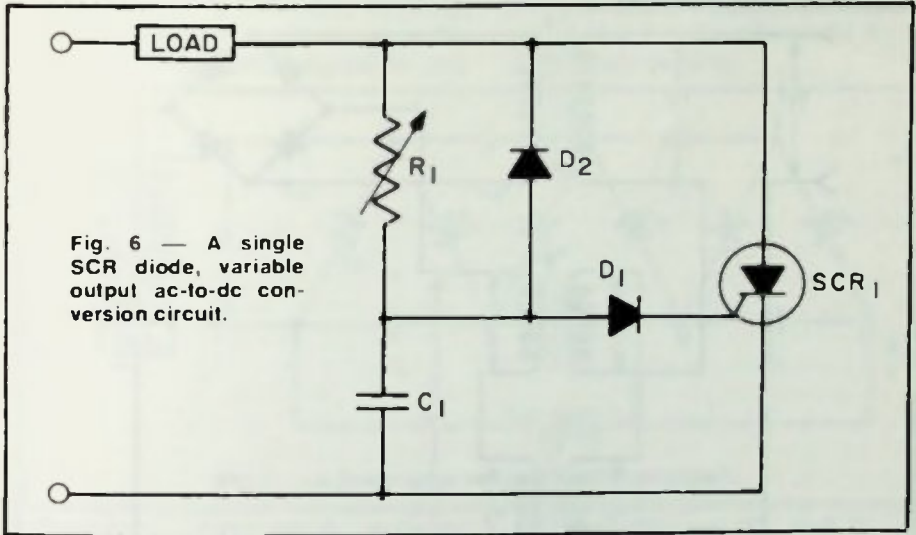 LOAD
R1
D2
Fig. 6 — A single
SCR diode, variable
output ac-to-dc con-
version circuit.
D1
SCR1
C1